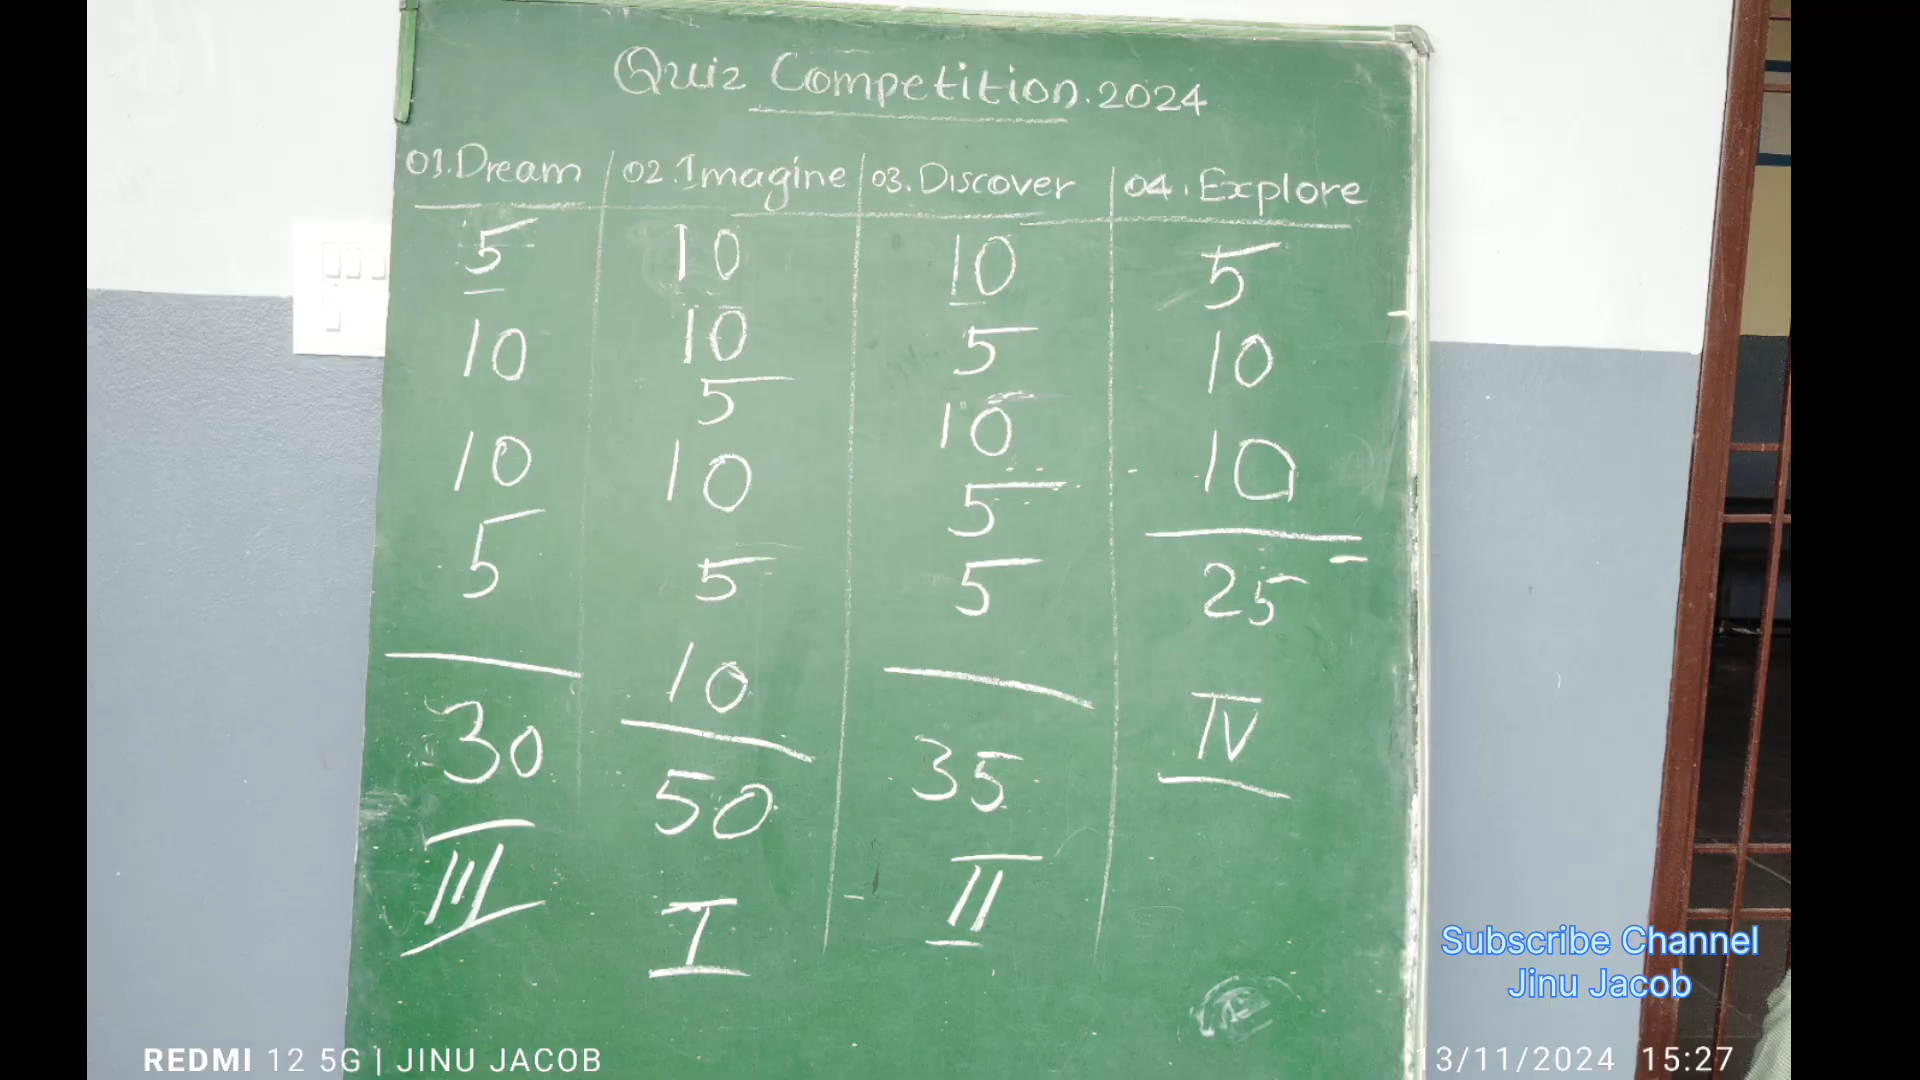 Quiz Competition.2024
01.Dream 02.Imagine 03.Discover 04.Explore
5 10 10 5
10 10 5 10
5 10
10 10 5 10
5 5 5 25
10
30 50 35 IV
III I II
Subscribe Channel
Jinu Jacob
REDMI 12 5G | JINU JACOB 13/11/2024 15:27